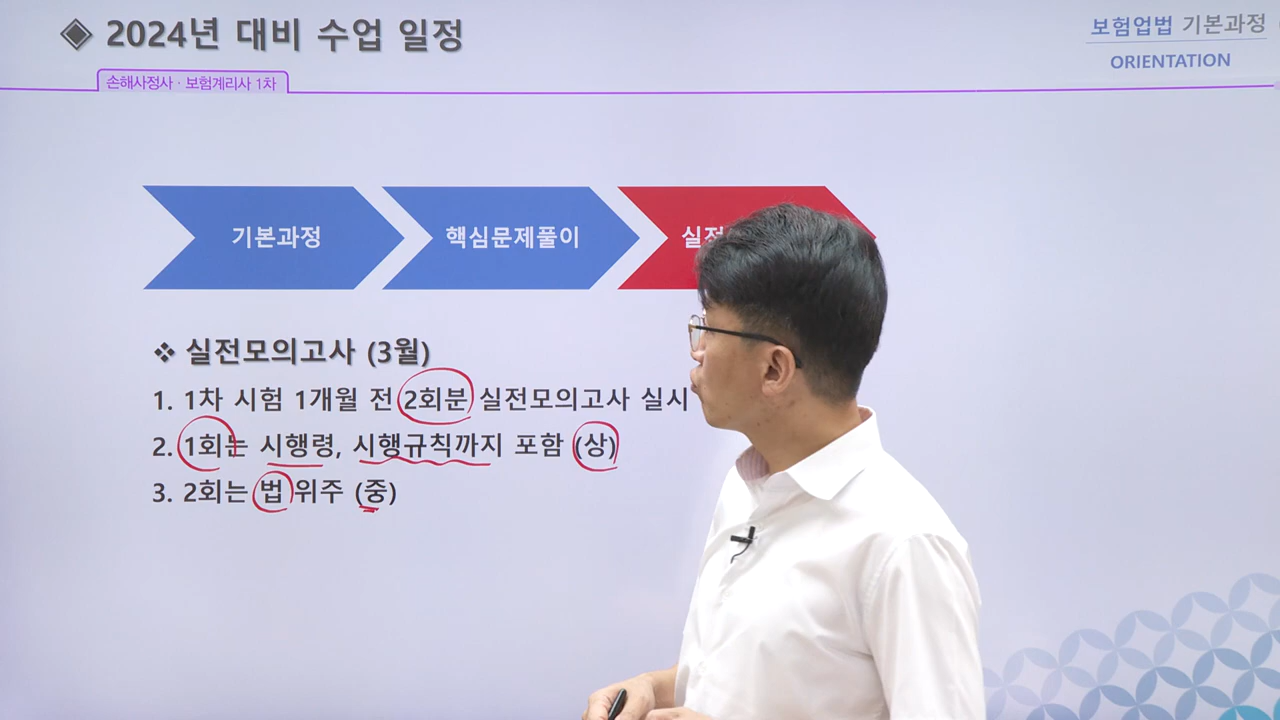 ◈ 2024년 대비 수업 일정
보험업법 기본과정
ORIENTATION
손해사정사 · 보험계리사 1차
기본과정
핵심문제풀이
❖ 실전모의고사 (3월)
1. 1차 시험 1개월 전 2회분 실전모의고사 실시
2. 1회는 시행령, 시행규칙까지 포함 (상)
3. 2회는 법 위주 (중)